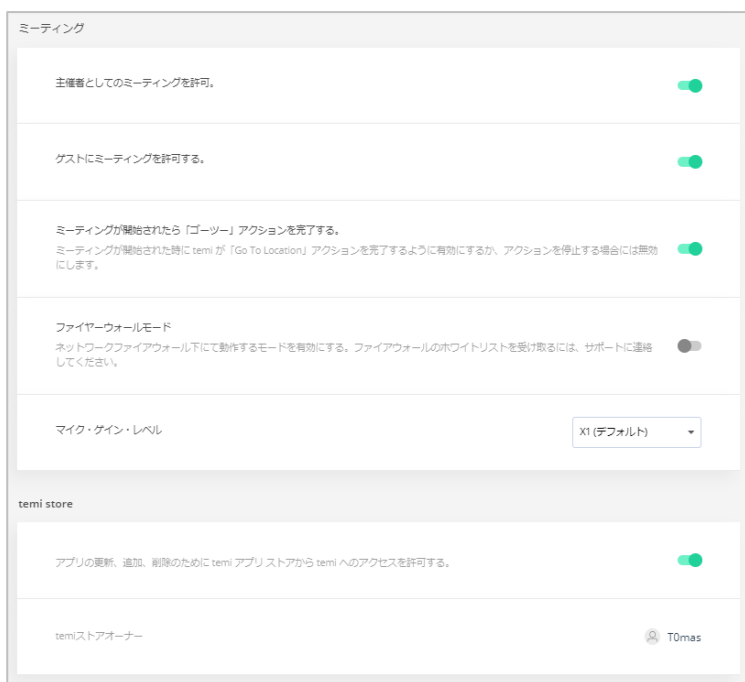 ミーティング
主催者としてのミーティングを許可。
ゲストにミーティングを許可する。
ミーティングが開始されたら「ゴーツー」アクションを完了する。
ミーティングが開始された時に temi が「Go To Location」アクションを完了するように有効にするか、アクションを停止する場合には無効
にします。
ファイヤーウォールモード
ネットワークファイアウォール下にて動作するモードを有効にする。ファイアウォールのホワイトリストを受け取るには、サポートに連絡
してください。
マイク・ゲイン・レベル
X1 (デフォルト)
temi store
アプリの更新、追加、削除のために temi アプリ ストアから temi へのアクセスを許可する。
temiストアオーナー
T0mas